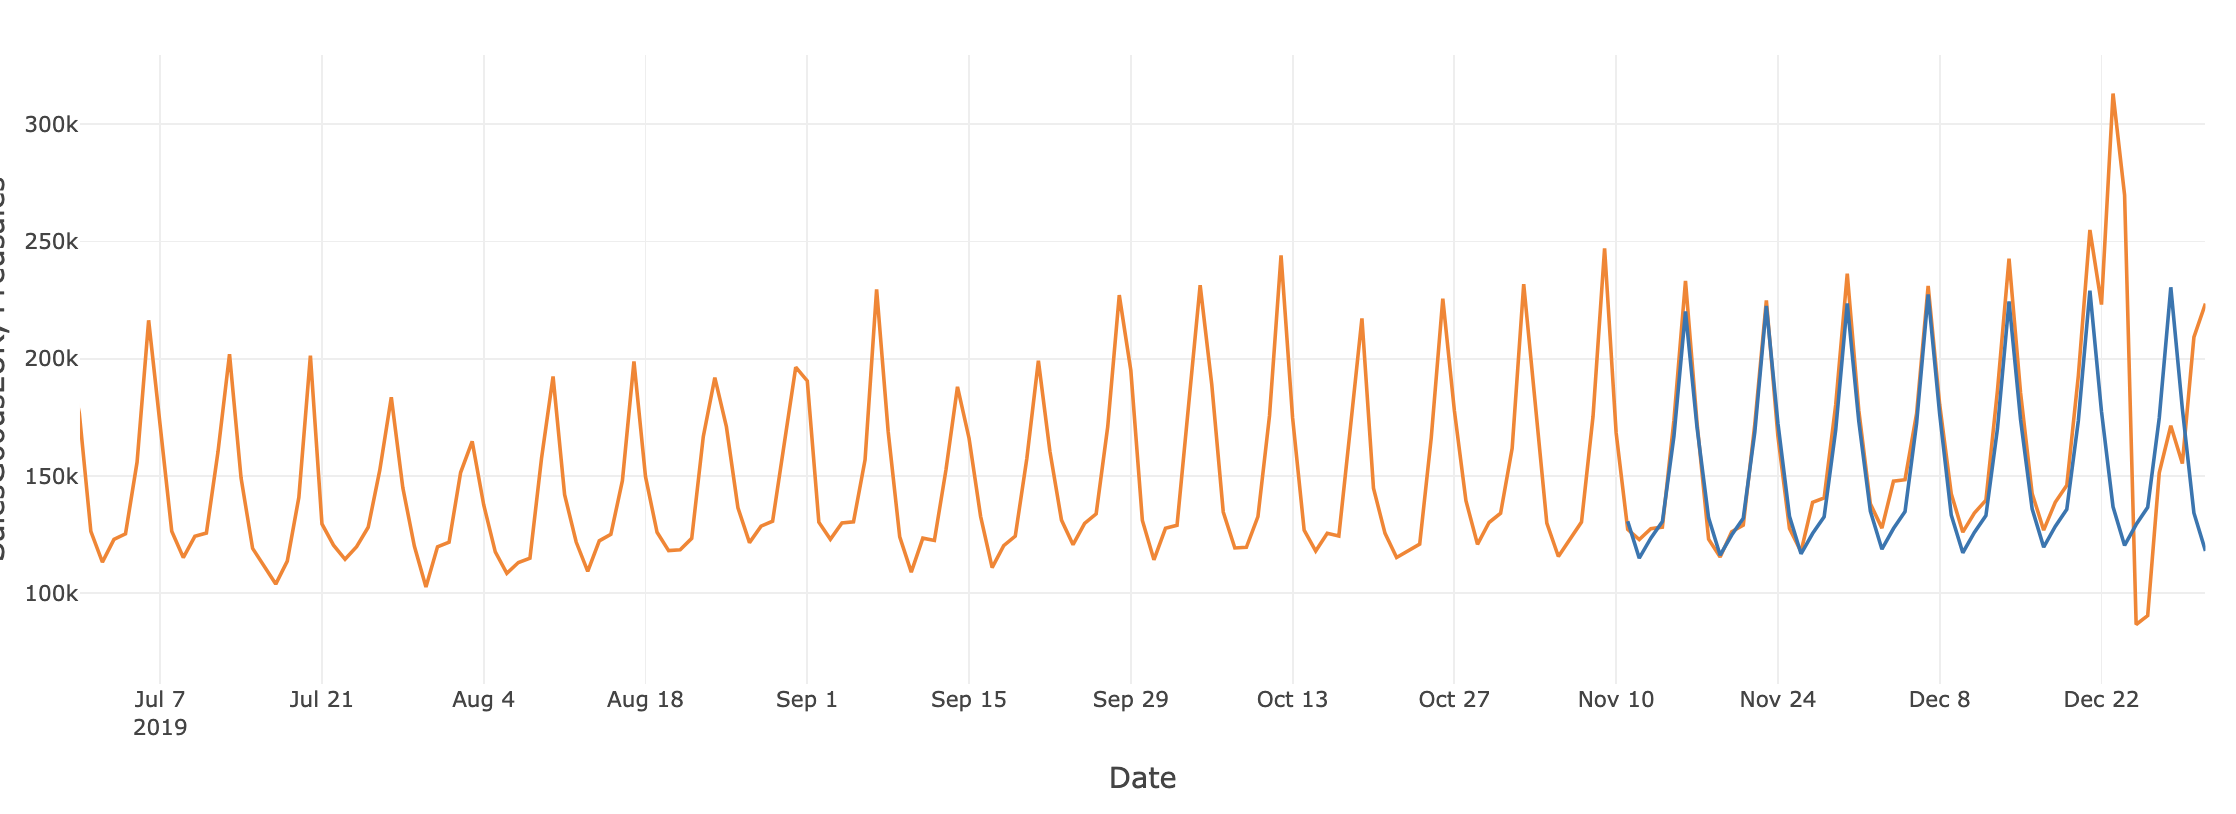 300k
250k
200k
150k
100k
Jul 7
2019
Jul 21
Aug 4
Aug 18
Sep 1
Sep 15
Sep 29
Oct 13
Oct 27
Nov 10
Nov 24
Dec 8
Dec 22
Date